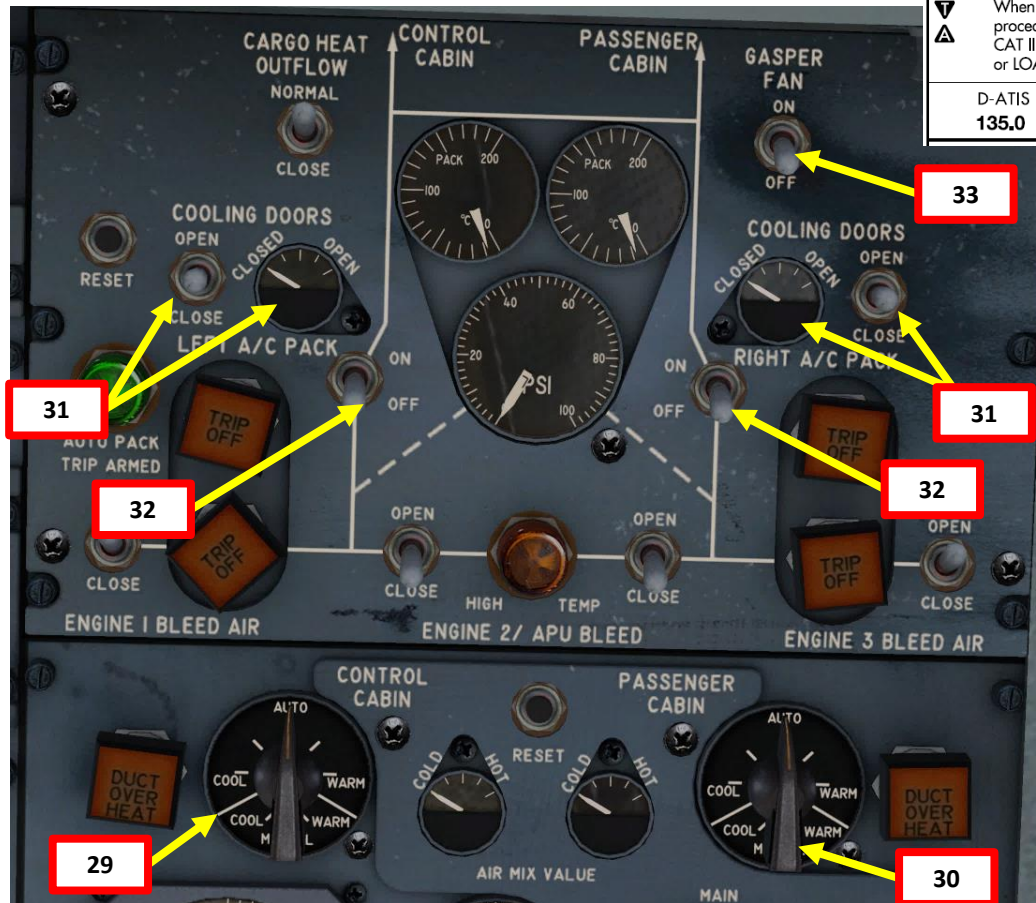 When
proced
CAT II
or LOA
D-ATIS
135.0
CARGO HEAT
OUTFLOW
NORMAL
CLOSE
CONTROL
CABIN
PASSENGER
CABIN
GASPER
FAN
ON
OFF
33
PACK 200
100
°C 0
PACK 200
100
°C 0
RESET
COOLING DOORS
OPEN
CLOSE
CLOSED OPEN
LEFT A/C PACK
ON
OFF
40 60
20 80
PSI
100
COOLING DOORS
OPEN
CLOSE
CLOSED OPEN
RIGHT A/C PACK
ON
OFF
31
31
32
32
AUTO PACK
TRIP ARMED
TRIP
OFF
TRIP
OFF
TRIP
OFF
TRIP
OFF
CLOSE
ENGINE 1 BLEED AIR
OPEN
CLOSE
HIGH TEMP
OPEN
CLOSE
ENGINE 2/ APU BLEED
OPEN
CLOSE
ENGINE 3 BLEED AIR
CONTROL
CABIN
AUTO
COOL WARM
COOL WARM
M L
DUCT
OVER
HEAT
RESET
COLD HOT
COLD HOT
AIR MIX VALUE
PASSENGER
CABIN
AUTO
COOL WARM
COOL WARM
M
DUCT
OVER
HEAT
29
30
MAIN